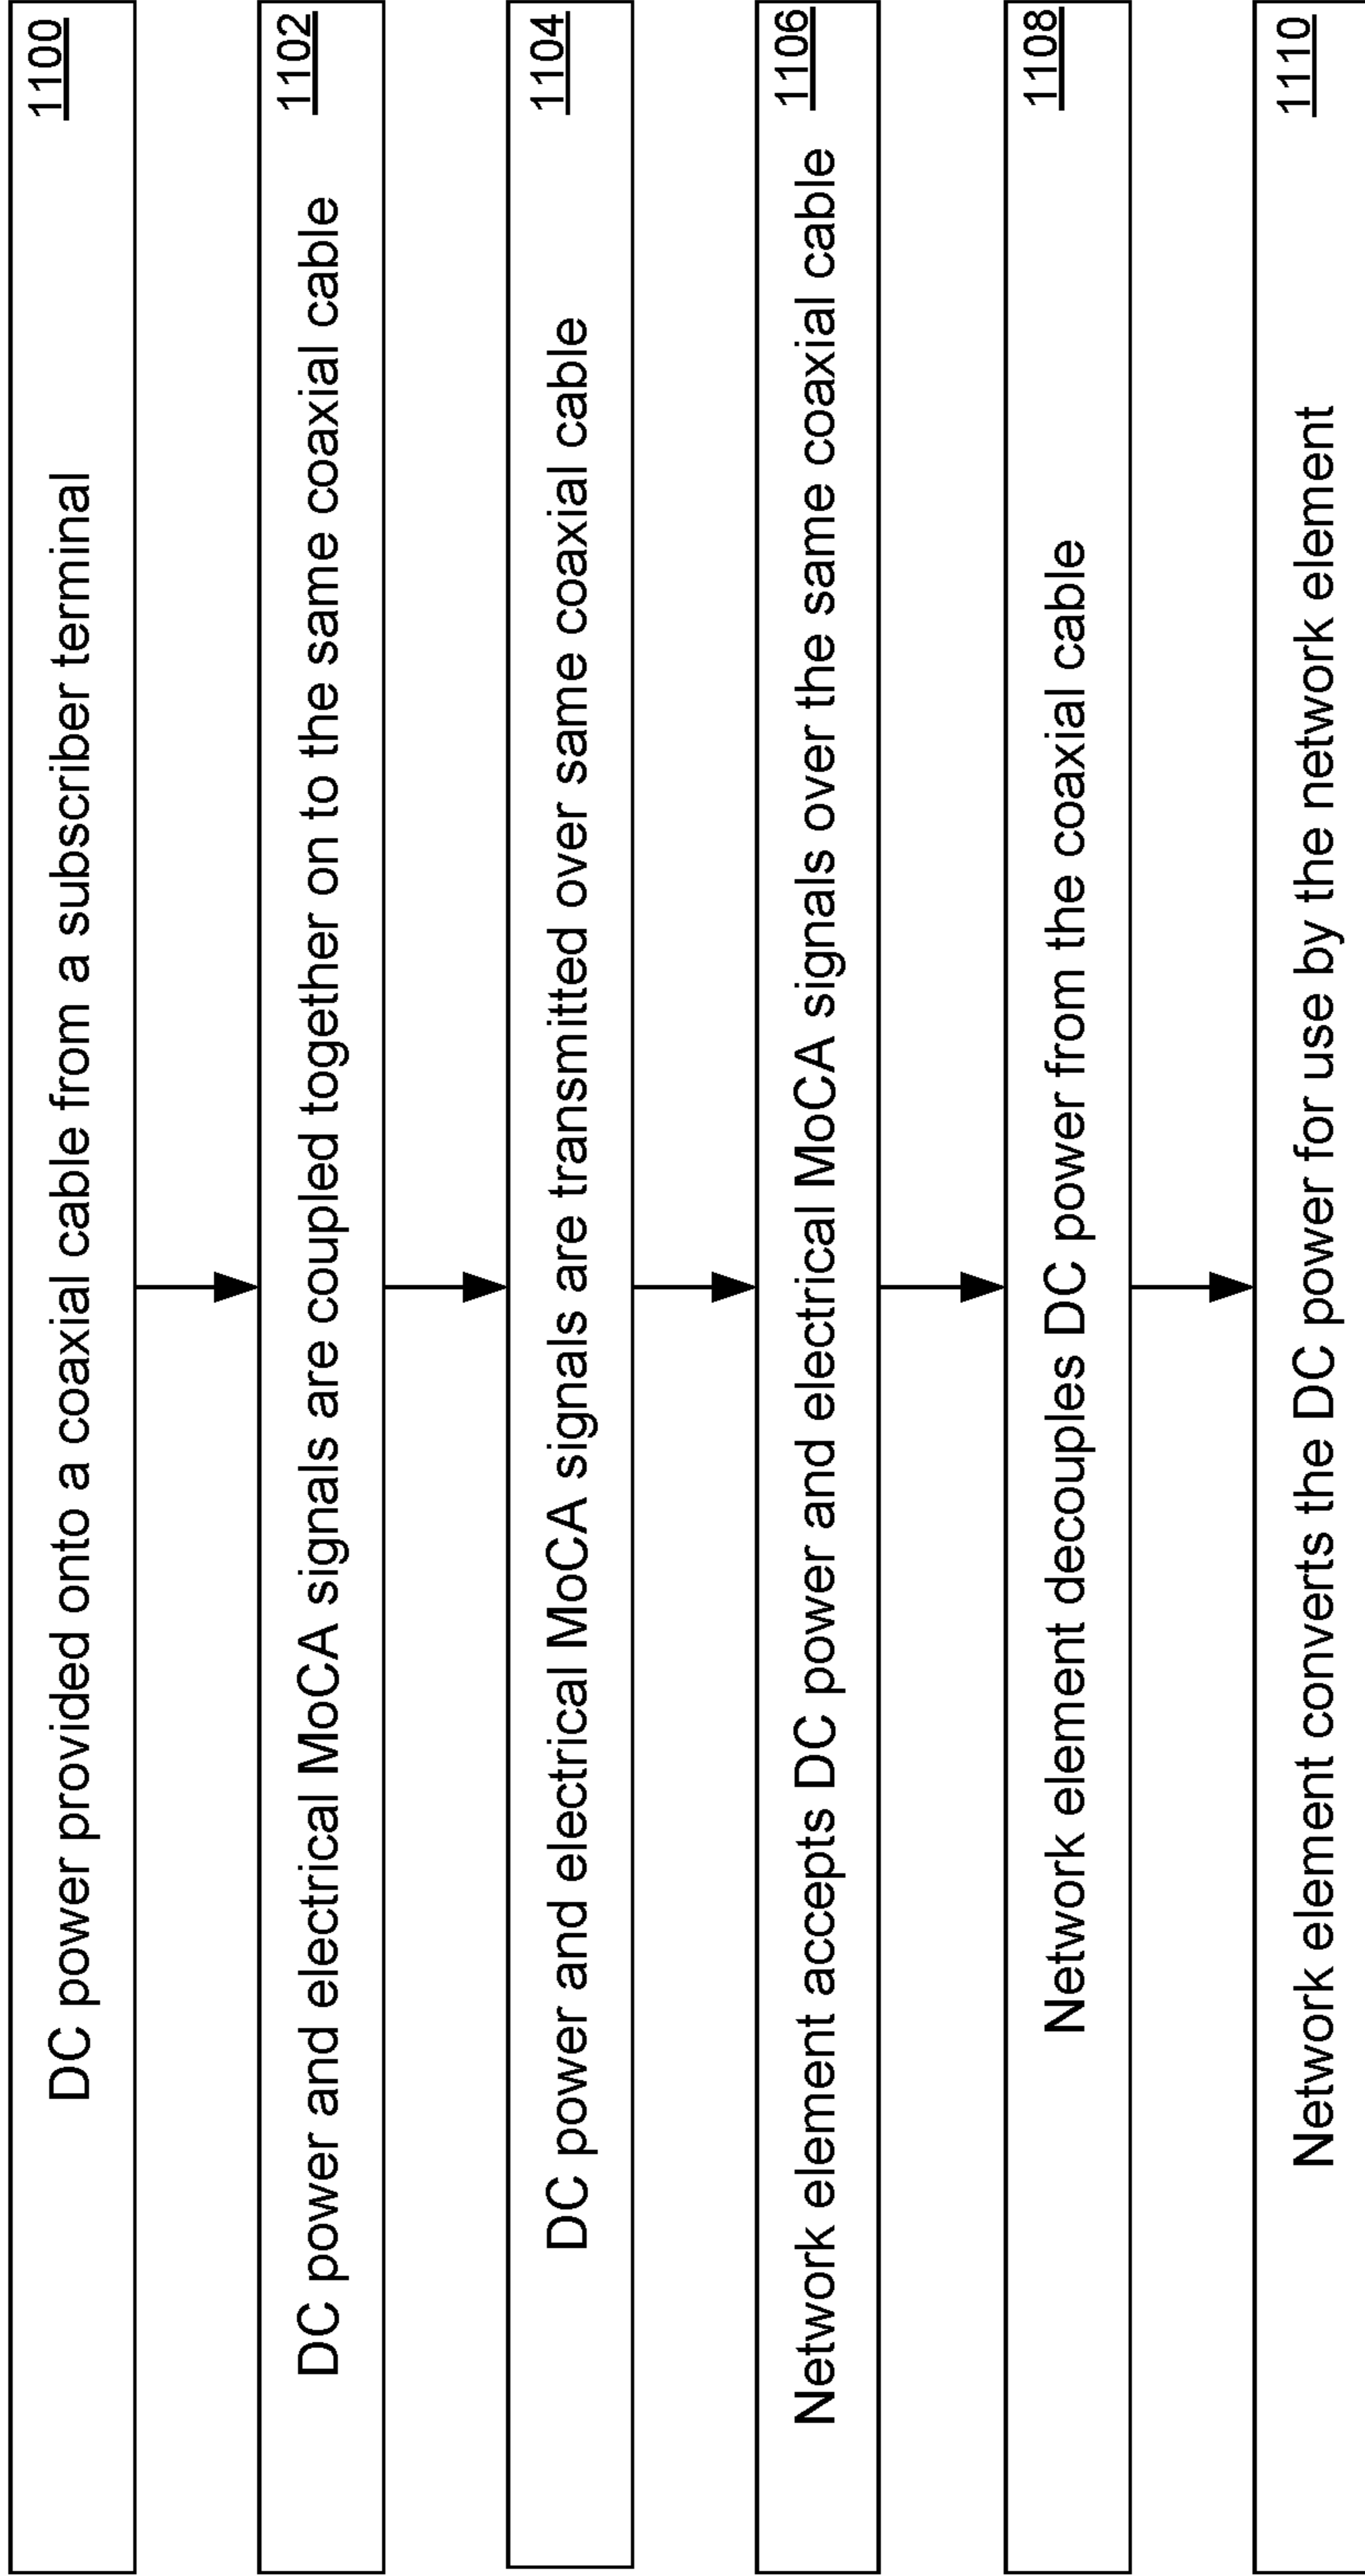 1100
DC power provided onto a coaxial cable from a subscriber terminal
1102
DC power and electrical MoCA signals are coupled together on to the same coaxial cable
1104
DC power and electrical MoCA signals are transmitted over same coaxial cable
1106
Network element accepts DC power and electrical MoCA signals over the same coaxial cable
1108
Network element decouples DC power from the coaxial cable
1110
Network element converts the DC power for use by the network element